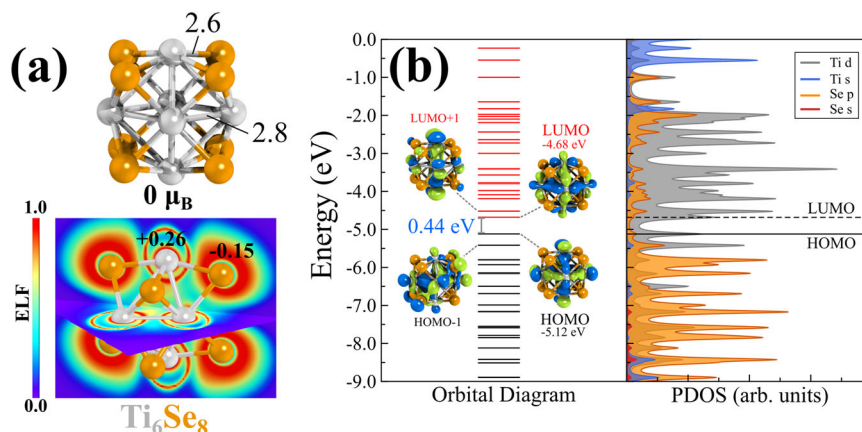 (a)
2.6
2.8
0 μB
1.0
ELF
0.0
+0.26
-0.15
Ti6Se8
(b)
Energy (eV)
0.0
-1.0
-2.0
-3.0
-4.0
-5.0
-6.0
-7.0
-8.0
-9.0
LUMO+1
LUMO
-4.68 eV
0.44 eV
HOMO-1
HOMO
-5.12 eV
Orbital Diagram
Ti d
Ti s
Se p
Se s
LUMO
HOMO
PDOS (arb. units)